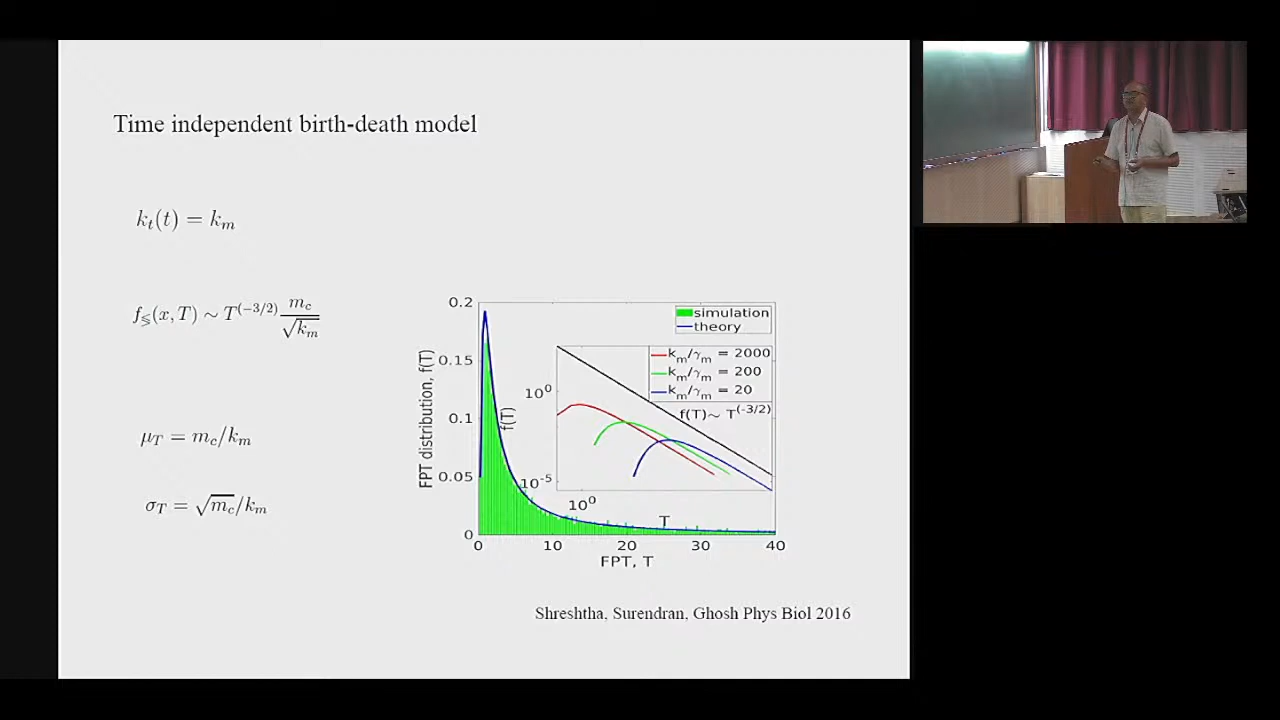 Time independent birth-death model
k_t(t) = k_m
f_≶(x, T) ∼ T^(−3/2) m_c/√k_m
μ_T = m_c/k_m
σ_T = √m_c/k_m
0.2
0.15
0.1
0.05
0
FPT distribution, f(T)
simulation
theory
k_m/γ_m = 2000
k_m/γ_m = 200
k_m/γ_m = 20
f(T)∼ T^(-3/2)
f(T)
10^0
10^-5
10^0
T
0 10 20 30 40
FPT, T
Shreshtha, Surendran, Ghosh Phys Biol 2016